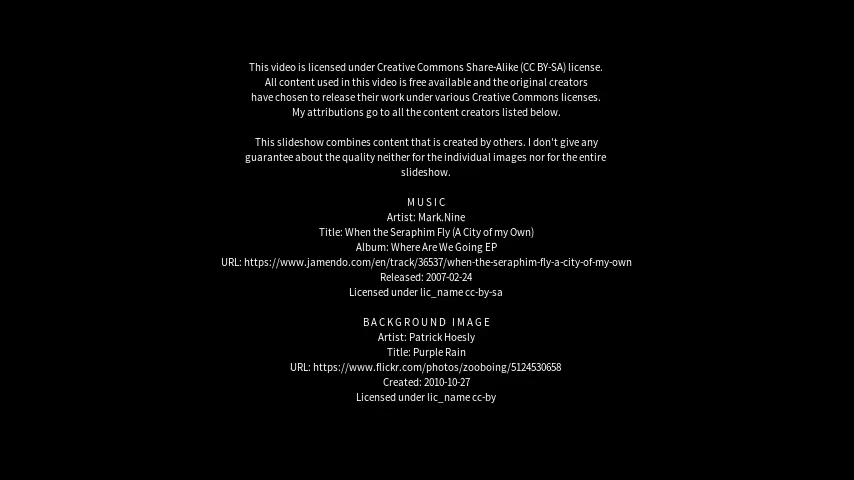 This video is licensed under Creative Commons Share-Alike (CC BY-SA) license.
All content used in this video is free available and the original creators
have chosen to release their work under various Creative Commons licenses.
My attributions go to all the content creators listed below.
This slideshow combines content that is created by others. I don't give any
guarantee about the quality neither for the individual images nor for the entire
slideshow.
M U S I C
Artist: Mark.Nine
Title: When the Seraphim Fly (A City of my Own)
Album: Where Are We Going EP
URL: https://www.jamendo.com/en/track/36537/when-the-seraphim-fly-a-city-of-my-own
Released: 2007-02-24
Licensed under lic_name cc-by-sa
B A C K G R O U N D   I M A G E
Artist: Patrick Hoesly
Title: Purple Rain
URL: https://www.flickr.com/photos/zooboing/5124530658
Created: 2010-10-27
Licensed under lic_name cc-by